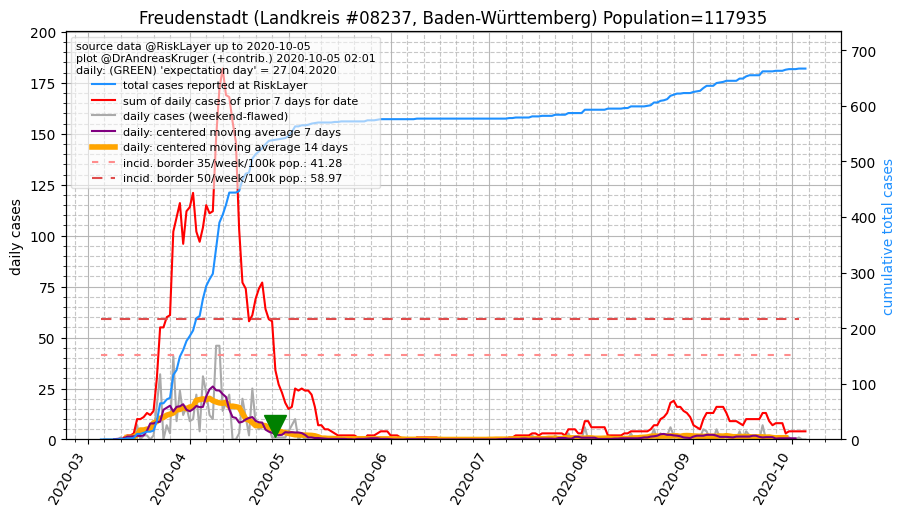 Freudenstadt (Landkreis #08237, Baden-Württemberg) Population=117935
source data @RiskLayer up to 2020-10-05
plot @DrAndreasKruger (+contrib.) 2020-10-05 02:01
daily: (GREEN) 'expectation day' = 27.04.2020
total cases reported at RiskLayer
sum of daily cases of prior 7 days for date
daily cases (weekend-flawed)
daily: centered moving average 7 days
daily: centered moving average 14 days
incid. border 35/week/100k pop.: 41.28
incid. border 50/week/100k pop.: 58.97
daily cases
200
175
150
125
100
75
50
25
0
cumulative total cases
700
600
500
400
300
200
100
0
2020-03
2020-04
2020-05
2020-06
2020-07
2020-08
2020-09
2020-10